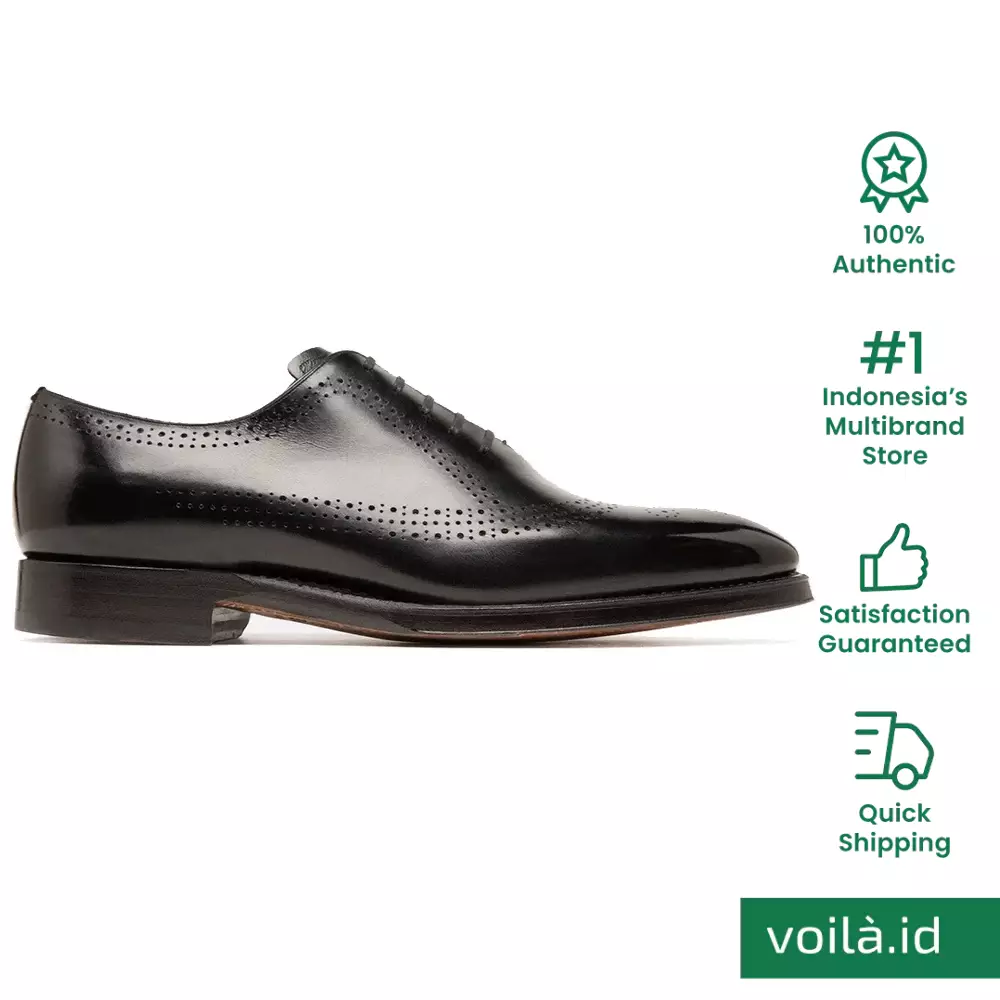 100%
Authentic
#1
Indonesia's
Multibrand
Store
Satisfaction
Guaranteed
Quick
Shipping
voilà.id